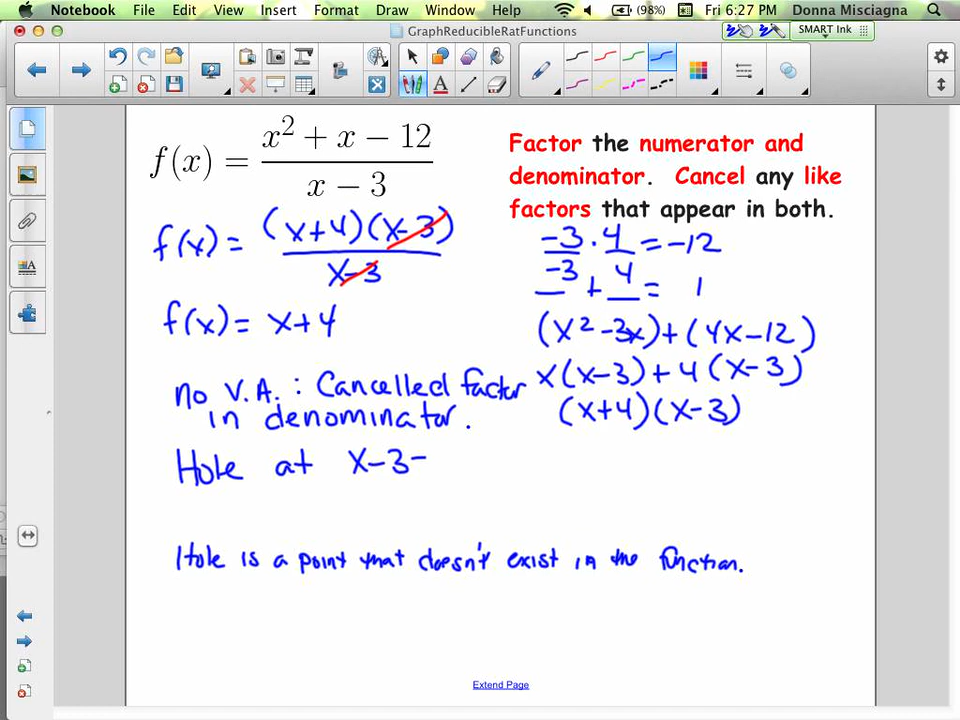 Notebook File Edit View Insert Format Draw Window Help (98%) Fri 6:27 PM Donna Misciagna
GraphReducibleRatFunctions
SMART Ink
f(x) = \frac{x^2 + x - 12}{x - 3}
Factor the numerator and
denominator. Cancel any like
factors that appear in both.
f(x) = \frac{(x+4)(x-3)}{x-3}
-3 · 4 = -12
-3 + 4 = 1
f(x) = x+4
(x² - 3x) + (4x - 12)
x(x-3) + 4(x-3)
(x+4)(x-3)
no V.A. : Cancelled factor
in denominator.
Hole at x-3-
Hole is a point that doesn't exist in the function.
Extend Page